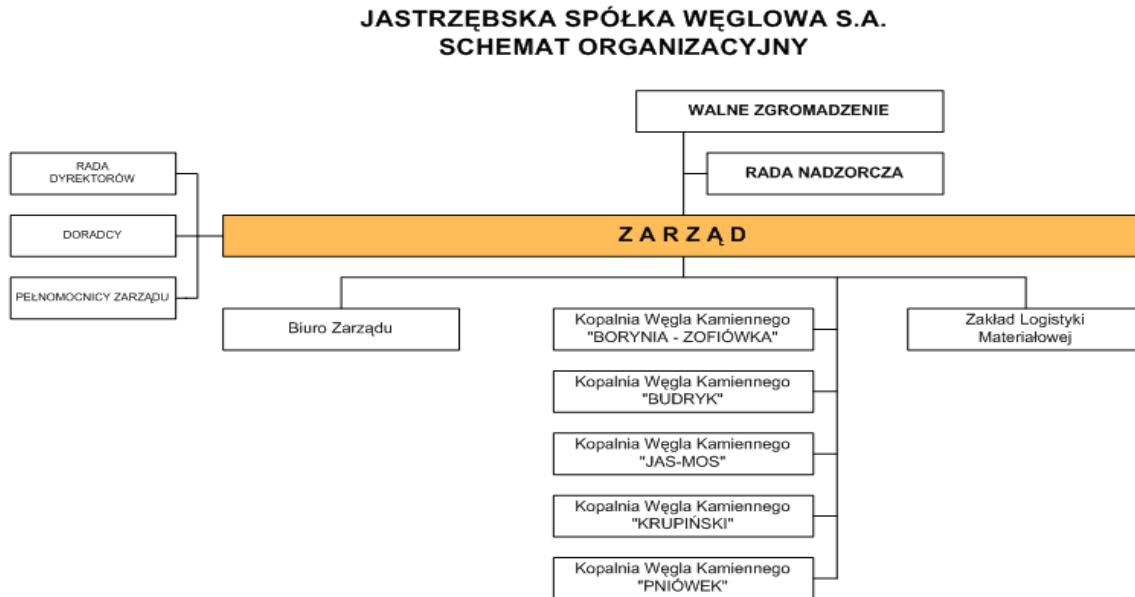 JASTRZĘBSKA SPÓŁKA WĘGLOWA S.A.
SCHEMAT ORGANIZACYJNY
WALNE ZGROMADZENIE
RADA NADZORCZA
RADA
DYREKTORÓW
DORADCY
PEŁNOMOCNICY ZARZĄDU
Z A R Z Ą D
Biuro Zarządu
Kopalnia Węgla Kamiennego
"BORYNIA - ZOFIÓWKA"
Kopalnia Węgla Kamiennego
"BUDRYK"
Kopalnia Węgla Kamiennego
"JAS-MOS"
Kopalnia Węgla Kamiennego
"KRUPIŃSKI"
Kopalnia Węgla Kamiennego
"PNIÓWEK"
Zakład Logistyki
Materiałowej